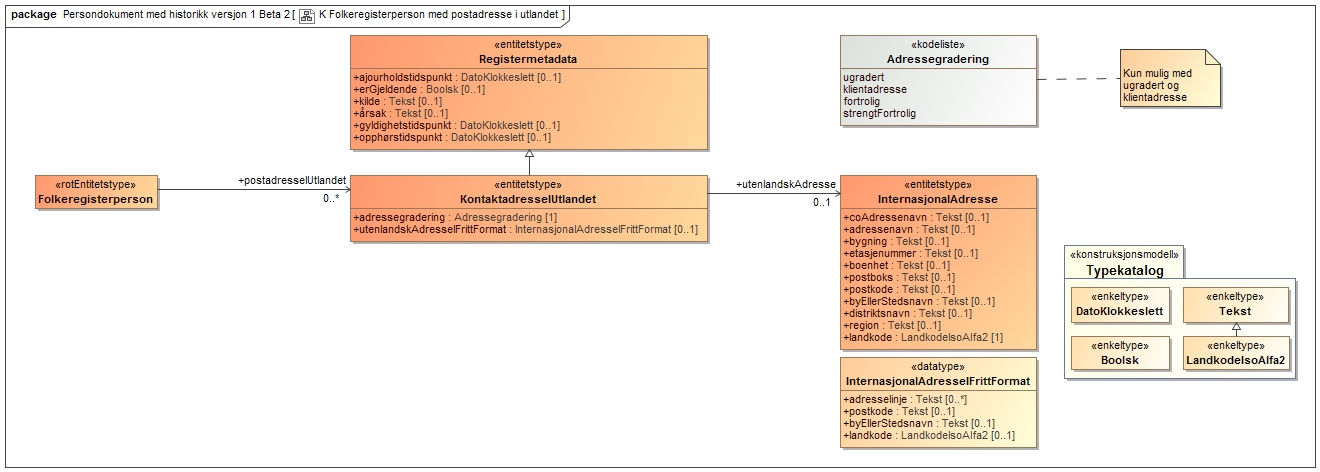 package Persondokument med historikk versjon 1 Beta 2 [ K Folkeregisterperson med postadresse i utlandet ]
«entitetstype»
Registermetadata
+ajourholdstidspunkt : DatoKlokkeslett [0..1]
+erGjeldende : Boolsk [0..1]
+kilde : Tekst [0..1]
+årsak : Tekst [0..1]
+gyldighetstidspunkt : DatoKlokkeslett [0..1]
+opphørstidspunkt : DatoKlokkeslett [0..1]
«kodeliste»
Adressegradering
ugradert
klientadresse
fortrolig
strengtFortrolig
Kun mulig med
ugradert og
klientadresse
«rotEntitetstype»
Folkeregisterperson
+postadresseIUtlandet
0..*
«entitetstype»
KontaktadresseIUtlandet
+adressegradering : Adressegradering [1]
+utenlandskAdresseIFrittFormat : InternasjonalAdresseIFrittFormat [0..1]
+utenlandskAdresse
0..1
«entitetstype»
InternasjonalAdresse
+coAdressenavn : Tekst [0..1]
+adressenavn : Tekst [0..1]
+bygning : Tekst [0..1]
+etasjenummer : Tekst [0..1]
+boenhet : Tekst [0..1]
+postboks : Tekst [0..1]
+postkode : Tekst [0..1]
+byEllerStedsnavn : Tekst [0..1]
+distriktsnavn : Tekst [0..1]
+region : Tekst [0..1]
+landkode : LandkodeIsoAlfa2 [1]
«datatype»
InternasjonalAdresseIFrittFormat
+adresselinje : Tekst [0..*]
+postkode : Tekst [0..1]
+byEllerStedsnavn : Tekst [0..1]
+landkode : LandkodeIsoAlfa2 [0..1]
«konstruksjonsmodell»
Typekatalog
«enkeltype»
DatoKlokkeslett
«enkeltype»
Tekst
«enkeltype»
Boolsk
«enkeltype»
LandkodeIsoAlfa2